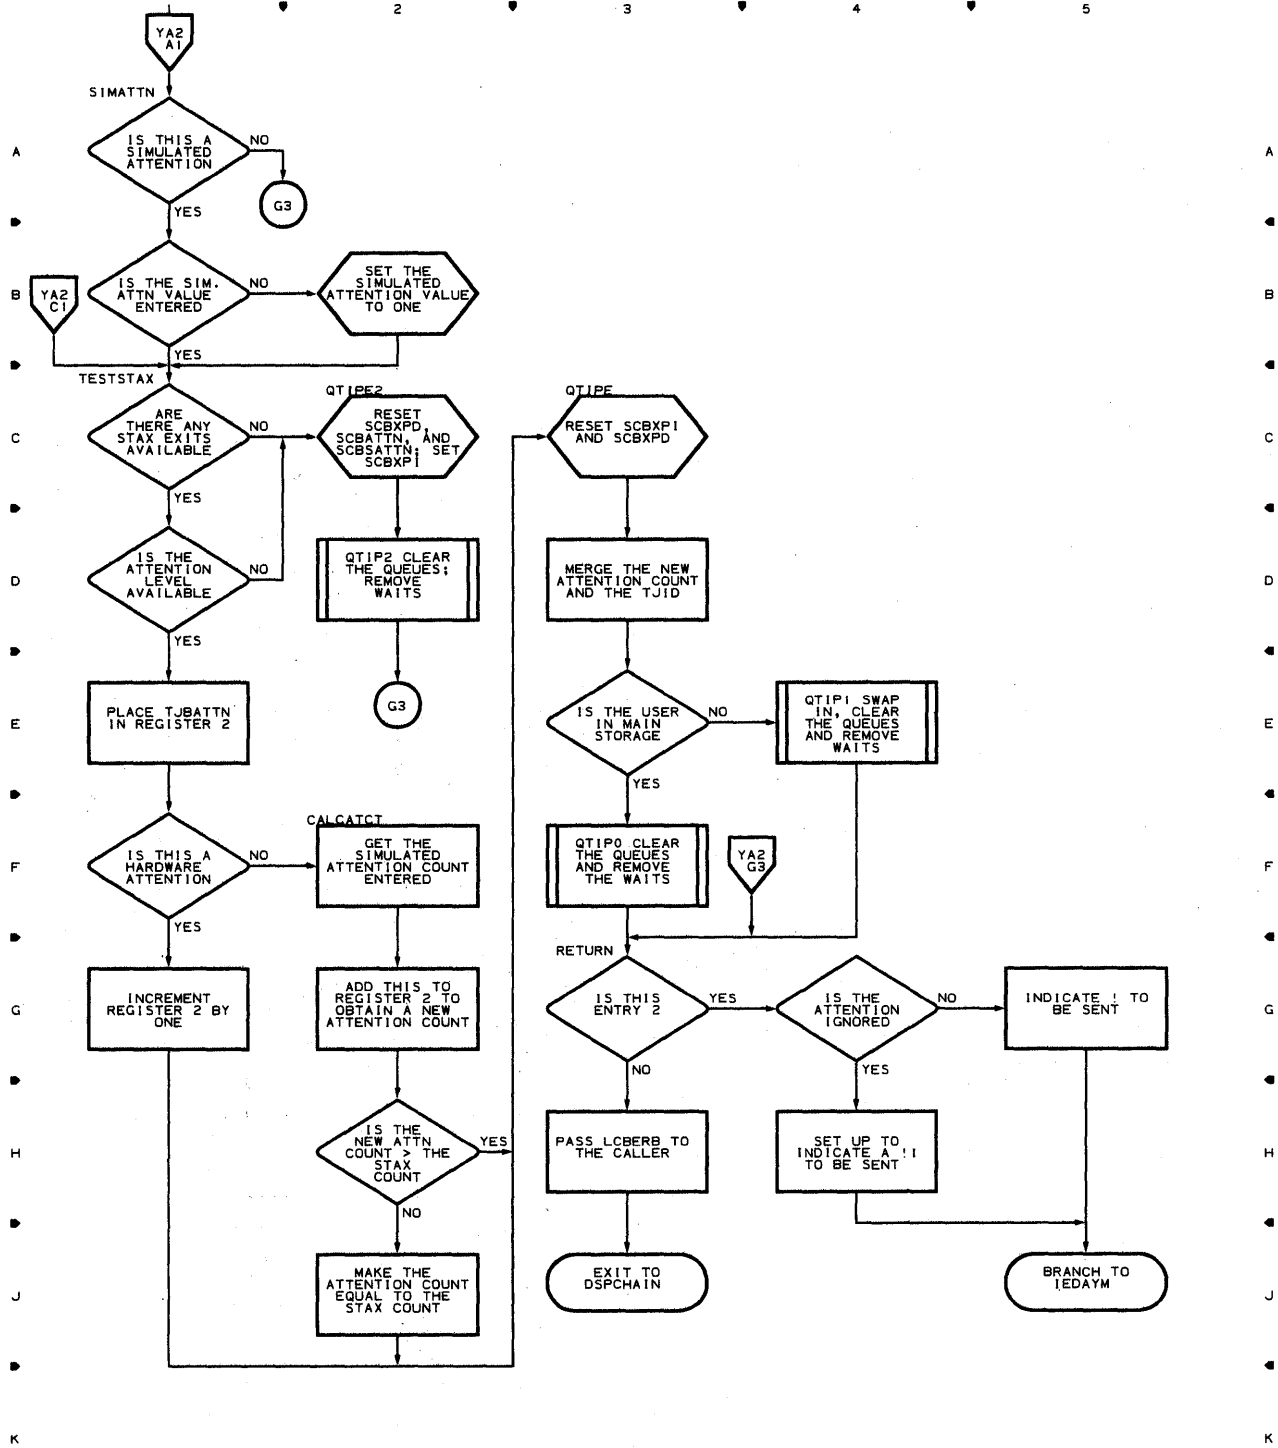 2
3
4
5
YA2
A1
SIMATTN
A
IS THIS A
SIMULATED
ATTENTION
NO
A
G3
YES
B
YA2
C1
IS THE SIM.
ATTN VALUE
ENTERED
NO
SET THE
SIMULATED
ATTENTION VALUE
TO ONE
B
YES
TESTSTAX
C
ARE
THERE ANY
STAX EXITS
AVAILABLE
NO
QTIPE2
RESET
SCBXPD,
SCBATTN, AND
SCBSATTN; SET
SCBXPI
QTIPE
RESET SCBXPI
AND SCBXPD
C
YES
D
IS THE
ATTENTION
LEVEL
AVAILABLE
NO
QTIP2 CLEAR
THE QUEUES;
REMOVE
WAITS
MERGE THE NEW
ATTENTION COUNT
AND THE TJID
D
YES
E
PLACE TJBATTN
IN REGISTER 2
G3
IS THE USER
IN MAIN
STORAGE
NO
QTIP1 SWAP
IN, CLEAR
THE QUEUES
AND REMOVE
WAITS
E
YES
F
IS THIS A
HARDWARE
ATTENTION
NO
CALCATCT
GET THE
SIMULATED
ATTENTION COUNT
ENTERED
QTIP0 CLEAR
THE QUEUES
AND REMOVE
THE WAITS
YA2
G3
F
YES
RETURN
G
INCREMENT
REGISTER 2 BY
ONE
ADD THIS TO
REGISTER 2 TO
OBTAIN A NEW
ATTENTION COUNT
IS THIS
ENTRY 2
YES
IS THE
ATTENTION
IGNORED
NO
INDICATE ! TO
BE SENT
G
NO
YES
H
IS THE
NEW ATTN
COUNT > THE
STAX
COUNT
YES
PASS LCBERB TO
THE CALLER
SET UP TO
INDICATE A !I
TO BE SENT
H
NO
J
MAKE THE
ATTENTION COUNT
EQUAL TO THE
STAX COUNT
EXIT TO
DSPCHAIN
BRANCH TO
IEDAYM
J
K
K